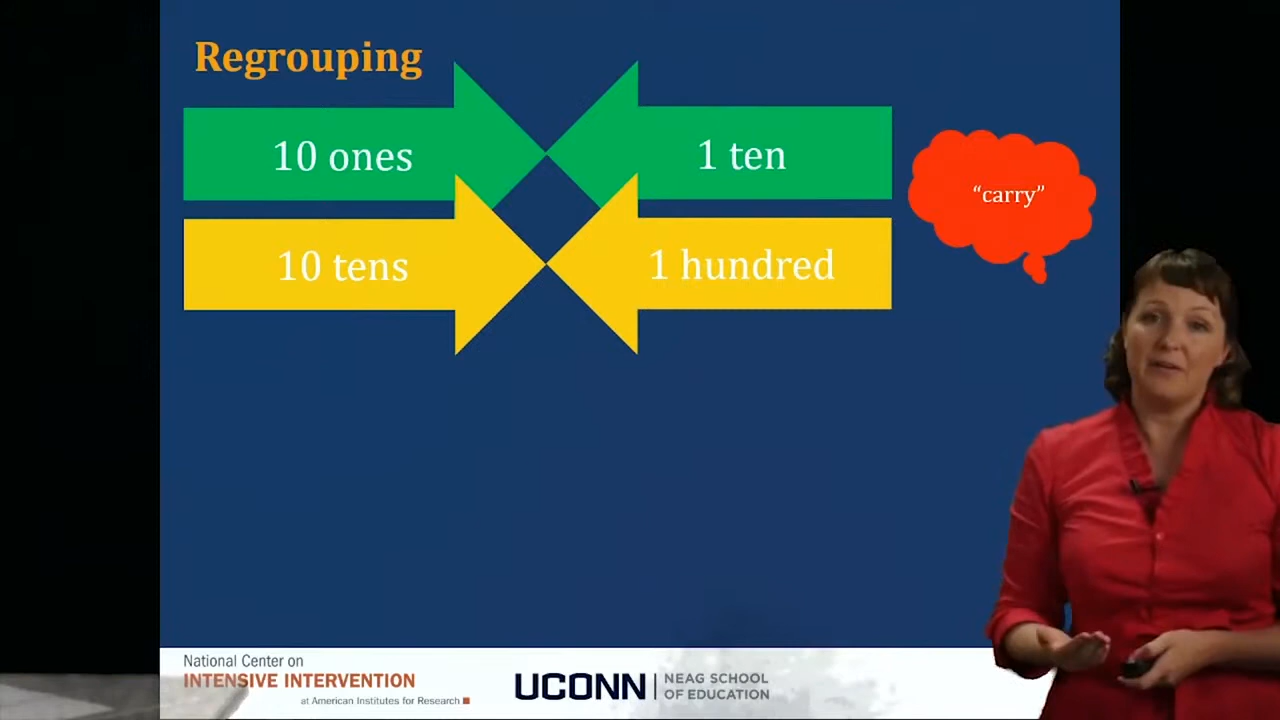 Regrouping
10 ones
1 ten
"carry"
10 tens
1 hundred
National Center on
INTENSIVE INTERVENTION
at American Institutes for Research
UCONN
NEAG SCHOOL
OF EDUCATION